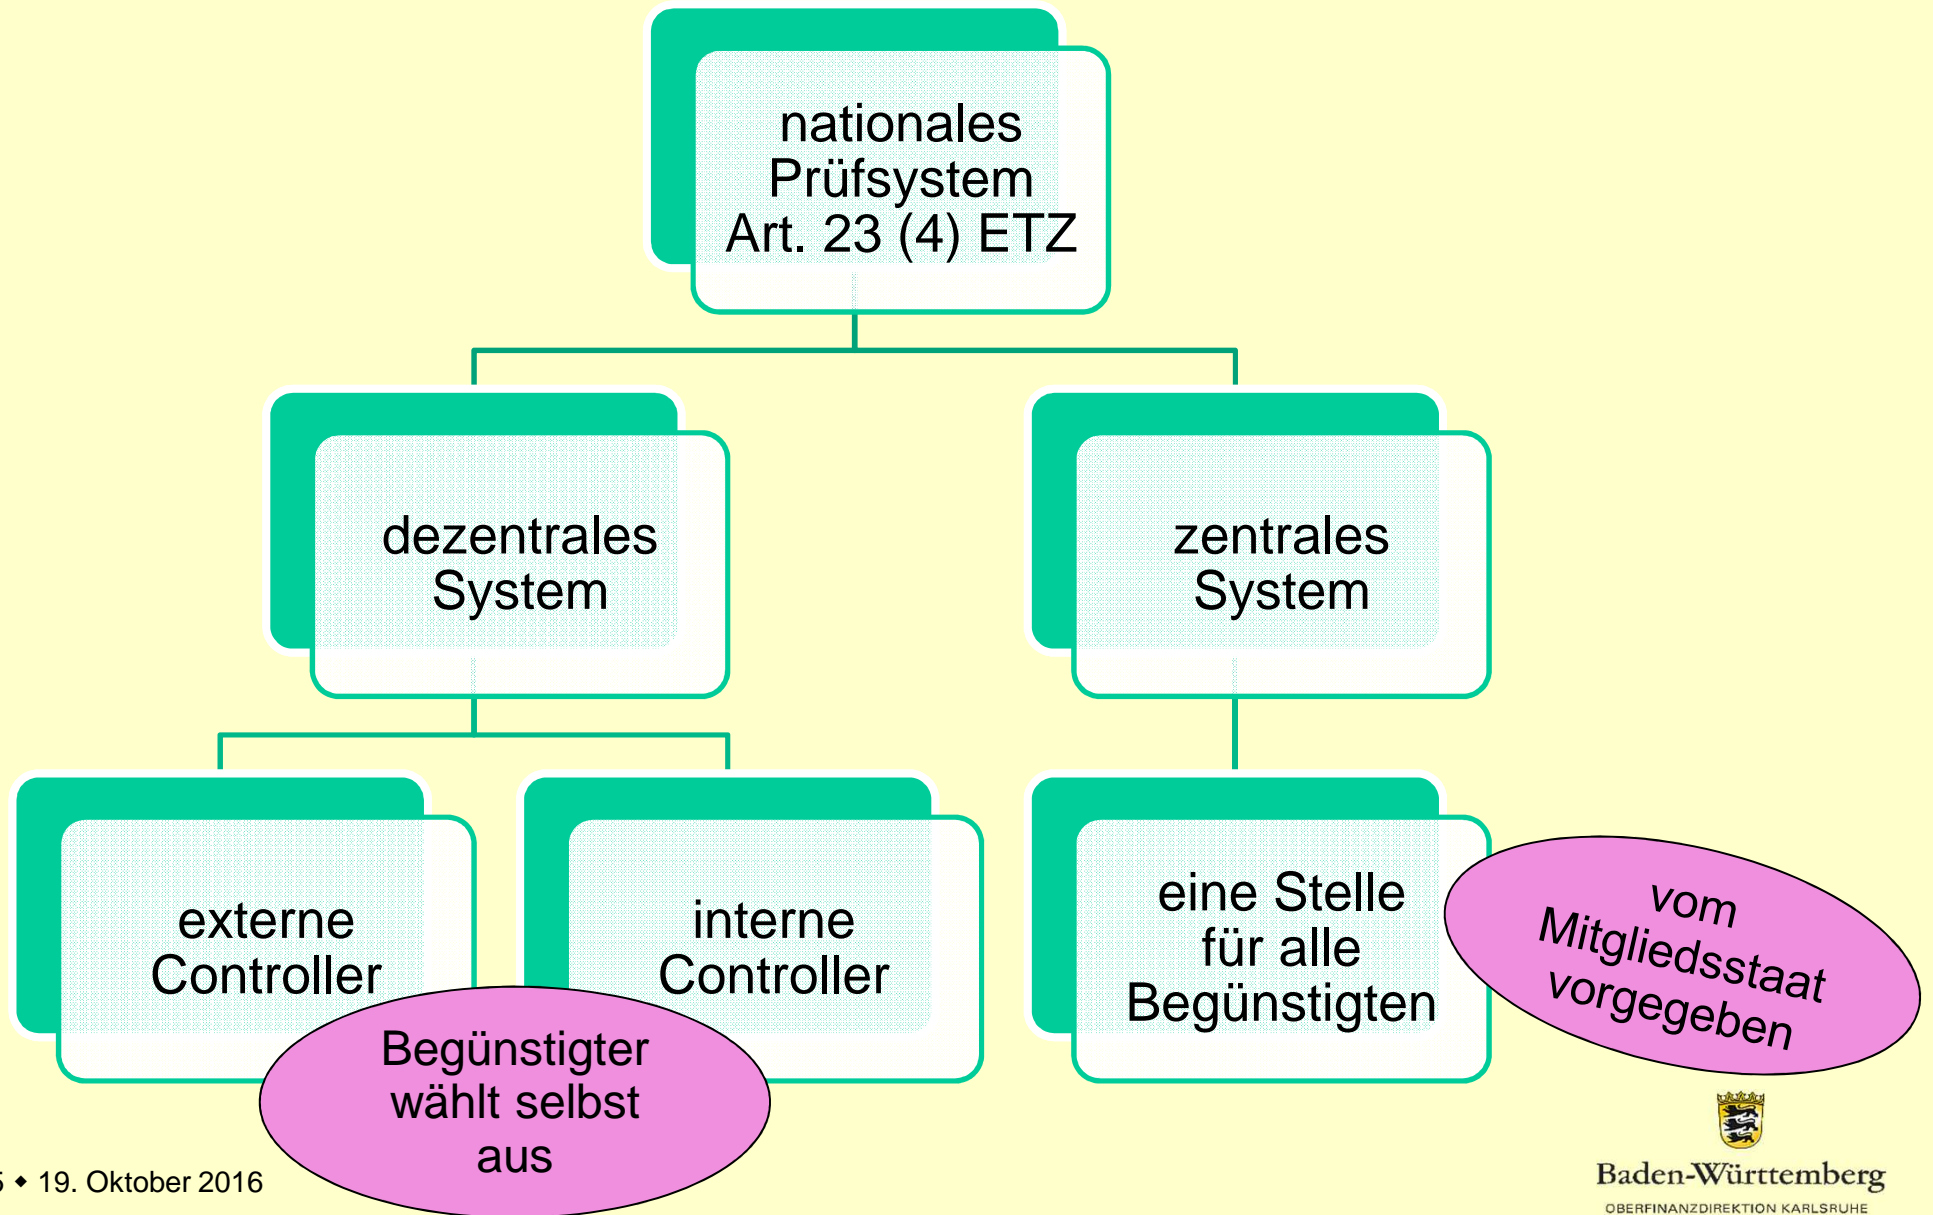 nationales
Prüfsystem
Art. 23 (4) ETZ
dezentrales
System
zentrales
System
externe
Controller
interne
Controller
eine Stelle
für alle
Begünstigten
vom
Mitgliedsstaat
vorgegeben
Begünstigter
wählt selbst
aus
5 ◆ 19. Oktober 2016
Baden-Württemberg
OBERFINANZDIREKTION KARLSRUHE